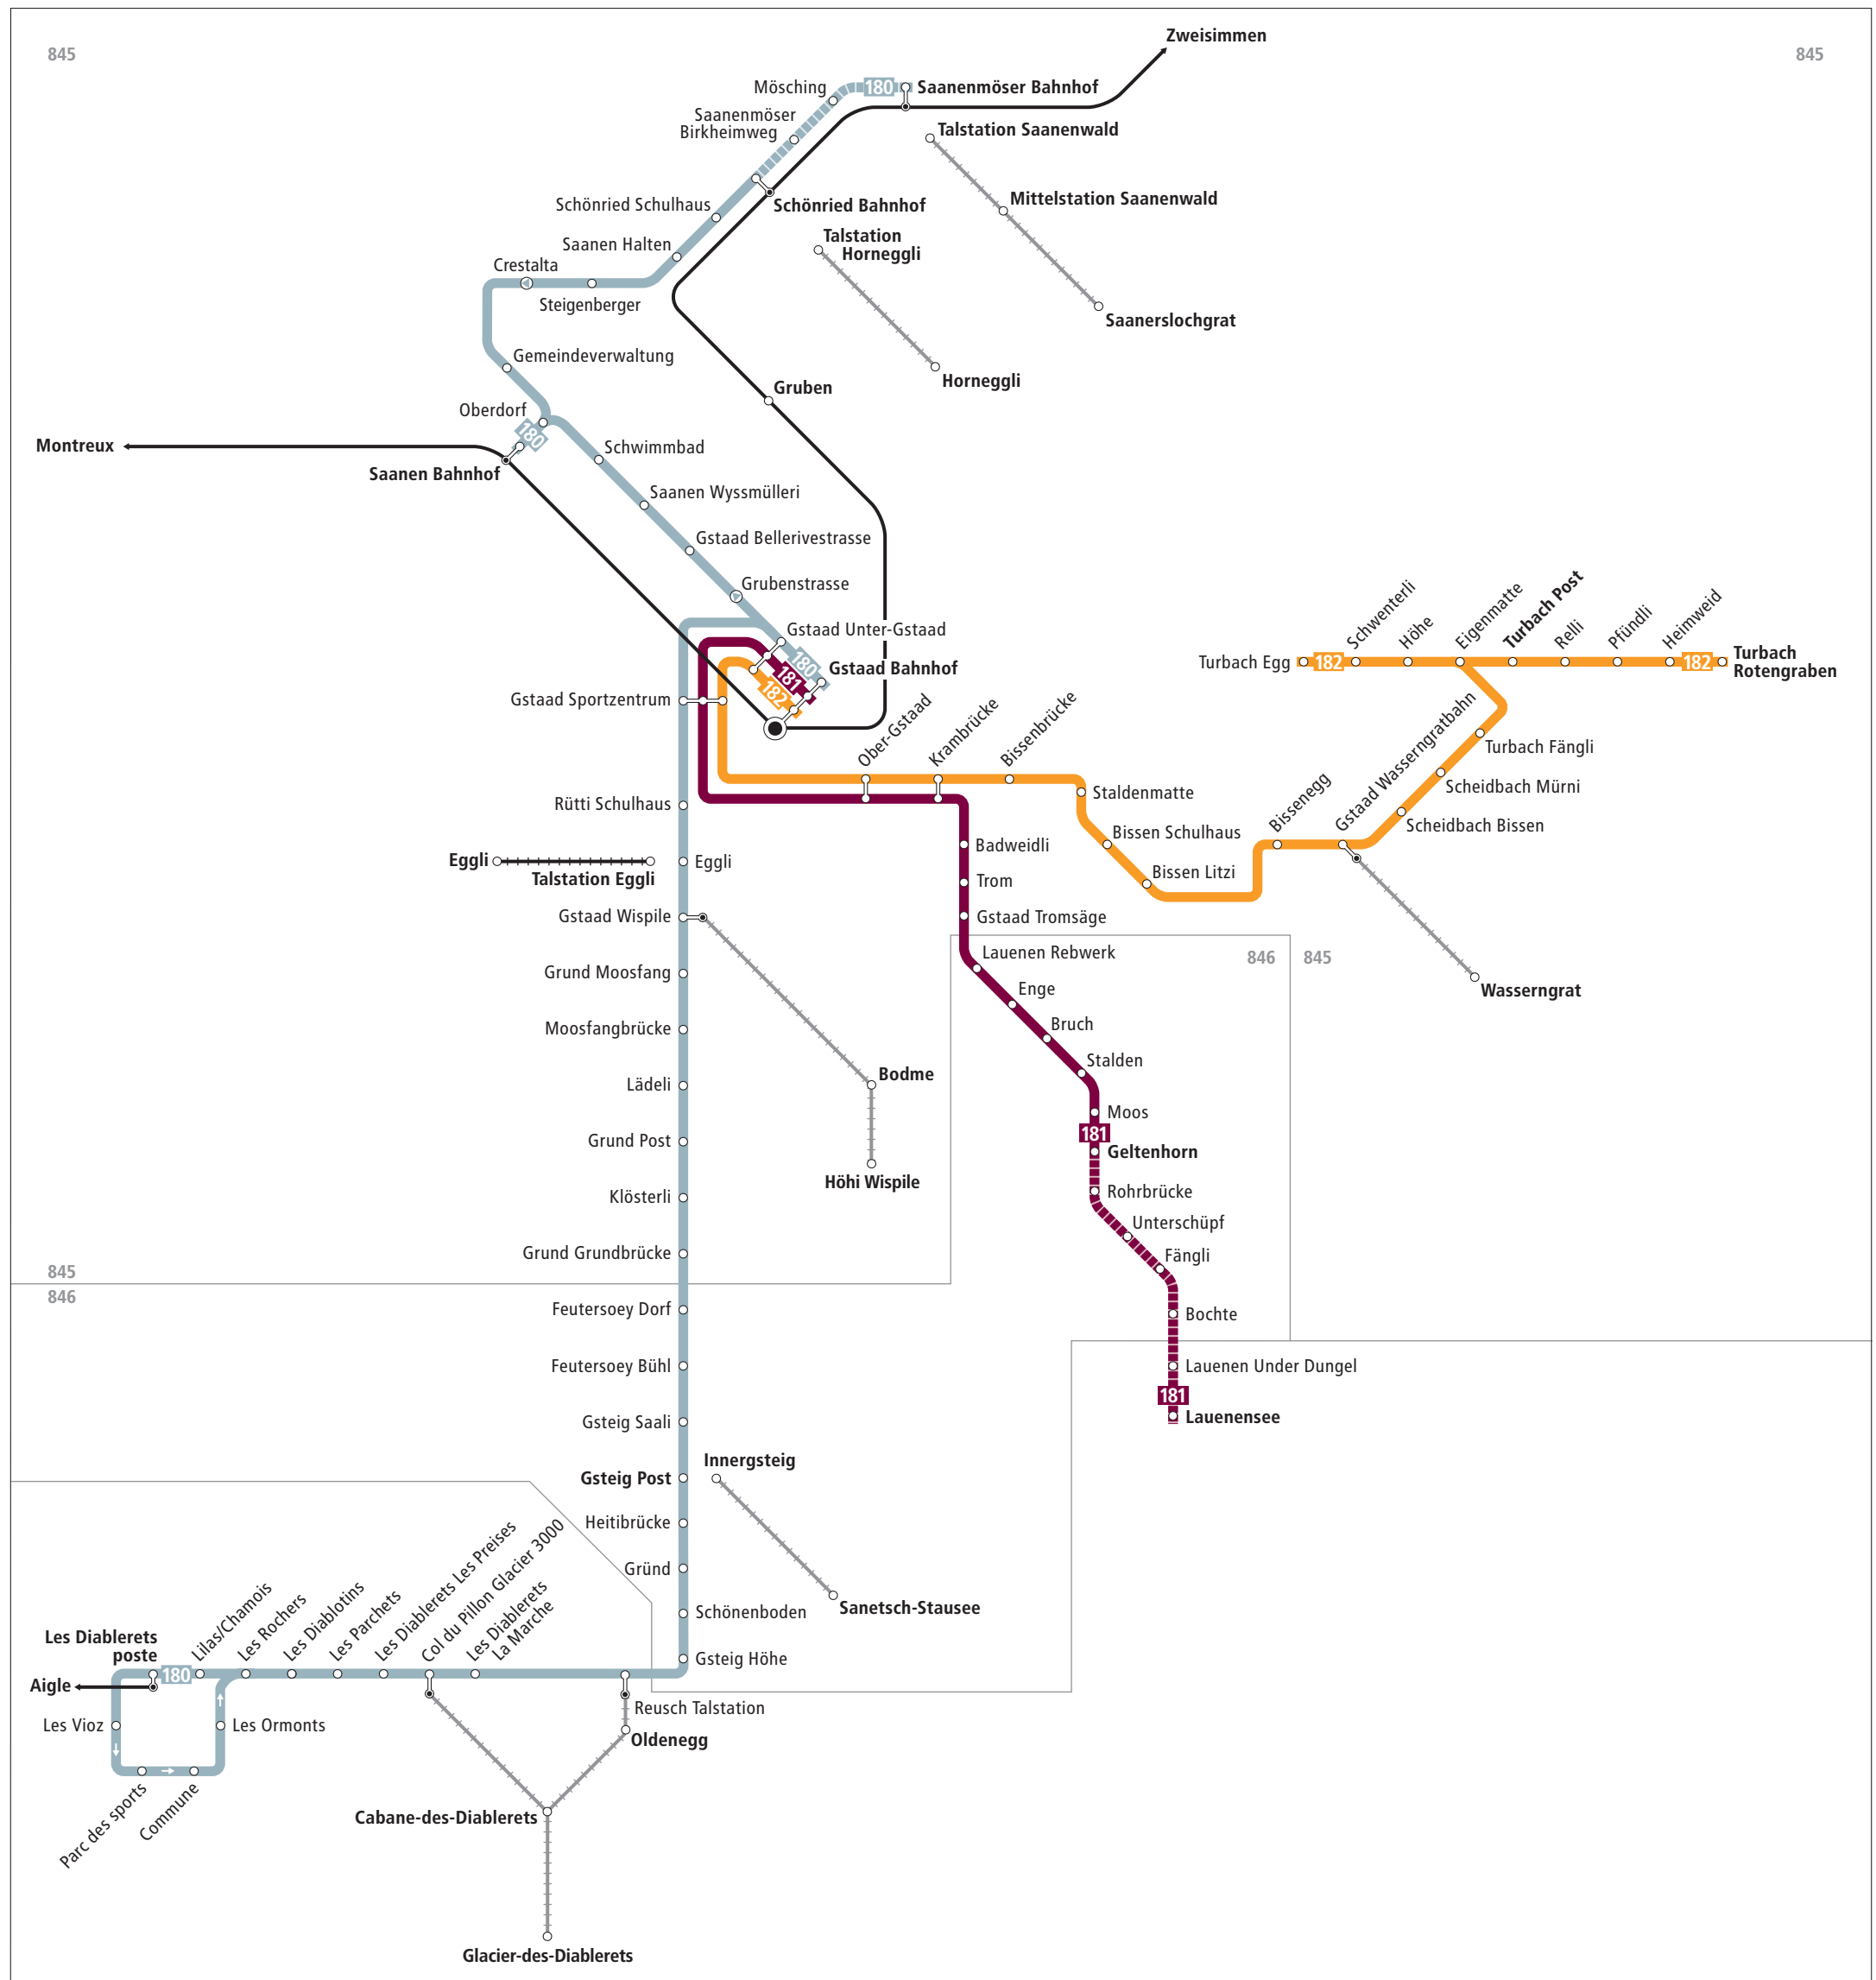 Zweisimmen
845
845
Mösching
180
Saanenmöser Bahnhof
Saanenmöser
Birkheimweg
Talstation Saanenwald
Schönried Schulhaus
Schönried Bahnhof
Mittelstation Saanenwald
Saanen Halten
Talstation
Horneggli
Crestalta
Steigenberger
Saanerslochgrat
Gemeindeverwaltung
Horneggli
Gruben
Oberdorf
180
Montreux
Saanen Bahnhof
Schwimmbad
Saanen Wyssmülleri
Gstaad Bellerivestrasse
Grubenstrasse
Gstaad Unter-Gstaad
180
Gstaad Bahnhof
181
182
Gstaad Sportzentrum
Ober-Gstaad
Krambrücke
Bissenbrücke
Turbach Egg
182
Schwenterli
Höhe
Eigenmatte
Turbach Post
Relli
Pfündli
Heimweid
182
Turbach
Rotengraben
Turbach Fängli
Scheidbach Mürni
Scheidbach Bissen
Gstaad Wasserngratbahn
Bissenegg
Staldenmatte
Bissen Schulhaus
Bissen Litzi
Rütti Schulhaus
Eggli
Talstation Eggli
Eggli
Badweidli
Trom
Gstaad Tromsäge
Gstaad Wispile
Lauenen Rebwerk
846
845
Wasserngrat
Grund Moosfang
Enge
Moosfangbrücke
Bruch
Stalden
Lädeli
Bodme
Moos
181
Grund Post
Geltenhorn
Höhi Wispile
Klösterli
Rohrbrücke
Unterschüpf
Grund Grundbrücke
Fängli
845
846
Feutersoey Dorf
Bochte
Feutersoey Bühl
Lauenen Under Dungel
181
Gsteig Saali
Lauenensee
Innergsteig
Gsteig Post
Heitibrücke
Gründ
Sanetsch-Stausee
Schönenboden
Gsteig Höhe
Les Diablerets
poste
180
Lilas/Chamois
Les Rochers
Les Diablotins
Les Parchets
Les Diablerets Les Preises
Col du Pillon Glacier 3000
Les Diablerets
La Marche
Aigle
Reusch Talstation
Les Vioz
Les Ormonts
Oldenegg
Parc des sports
Commune
Cabane-des-Diablerets
Glacier-des-Diablerets